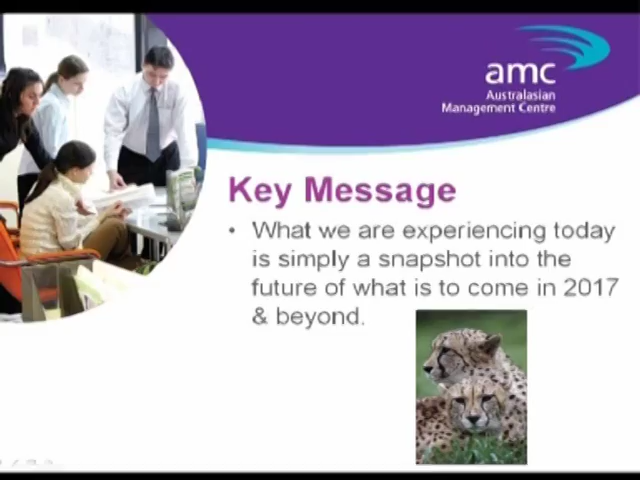 amc
Australasian
Management Centre
Key Message
• What we are experiencing today
is simply a snapshot into the
future of what is to come in 2017
& beyond.